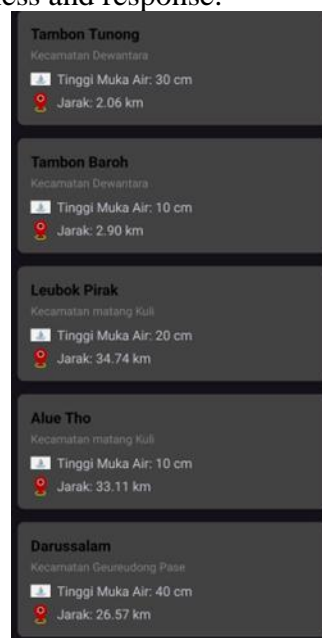 ness and response.
Tambon Tunong
Kecamatan Dewantara
Tinggi Muka Air: 30 cm
Jarak: 2.06 km
Tambon Baroh
Kecamatan Dewantara
Tinggi Muka Air: 10 cm
Jarak: 2.90 km
Leubok Pirak
Kecamatan matang Kuli
Tinggi Muka Air: 20 cm
Jarak: 34.74 km
Alue Tho
Kecamatan matang Kuli
Tinggi Muka Air: 10 cm
Jarak: 33.11 km
Darussalam
Kecamatan Geureudong Pase
Tinggi Muka Air: 40 cm
Jarak: 26.57 km